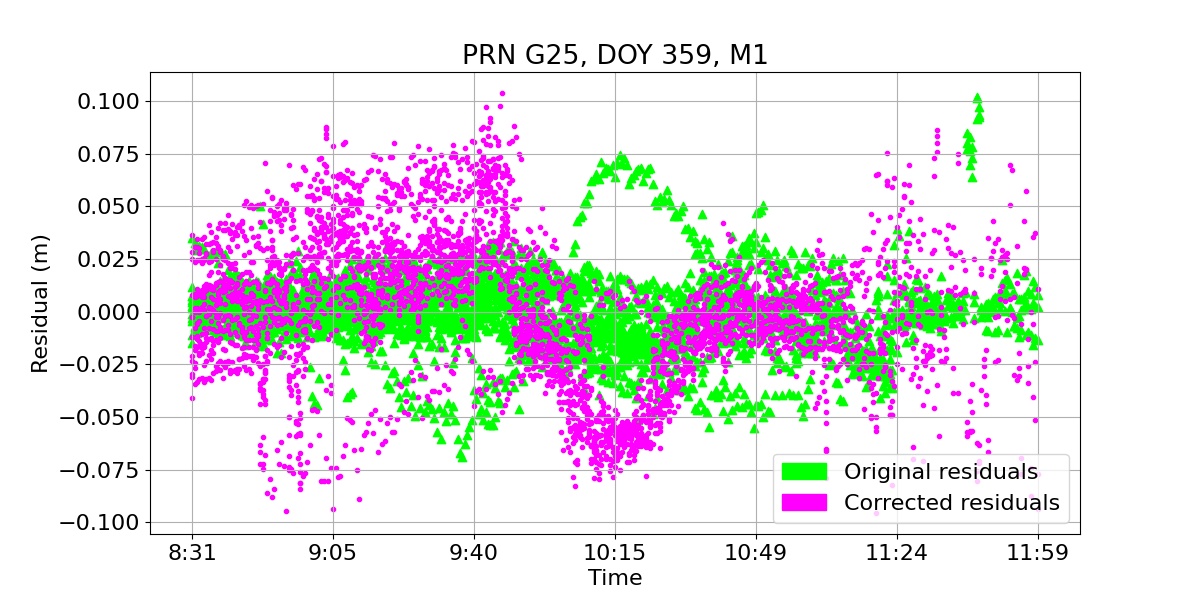 PRN G25, DOY 359, M1
Residual (m)
0.100
0.075
0.050
0.025
0.000
−0.025
−0.050
−0.075
−0.100
Original residuals
Corrected residuals
8:31 9:05 9:40 10:15 10:49 11:24 11:59
Time